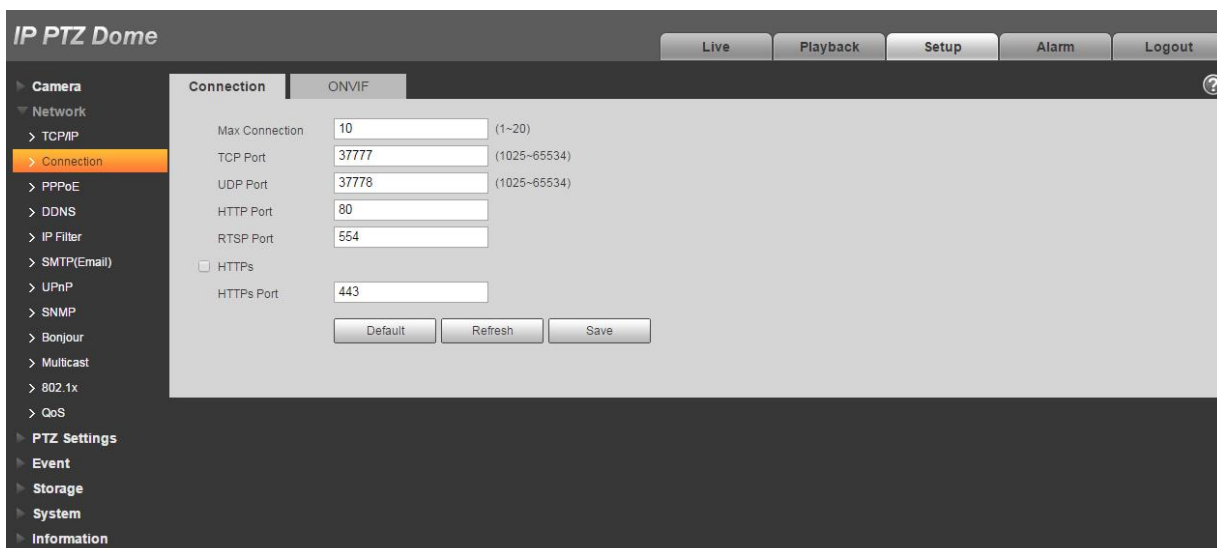 IP PTZ Dome
Live Playback Setup Alarm Logout
Camera
Network
TCP/IP
Connection
PPPoE
DDNS
IP Filter
SMTP(Email)
UPnP
SNMP
Bonjour
Multicast
802.1x
QoS
PTZ Settings
Event
Storage
System
Information
Connection ONVIF
?
Max Connection 10 (1~20)
TCP Port 37777 (1025~65534)
UDP Port 37778 (1025~65534)
HTTP Port 80
RTSP Port 554
HTTPs
HTTPs Port 443
Default Refresh Save